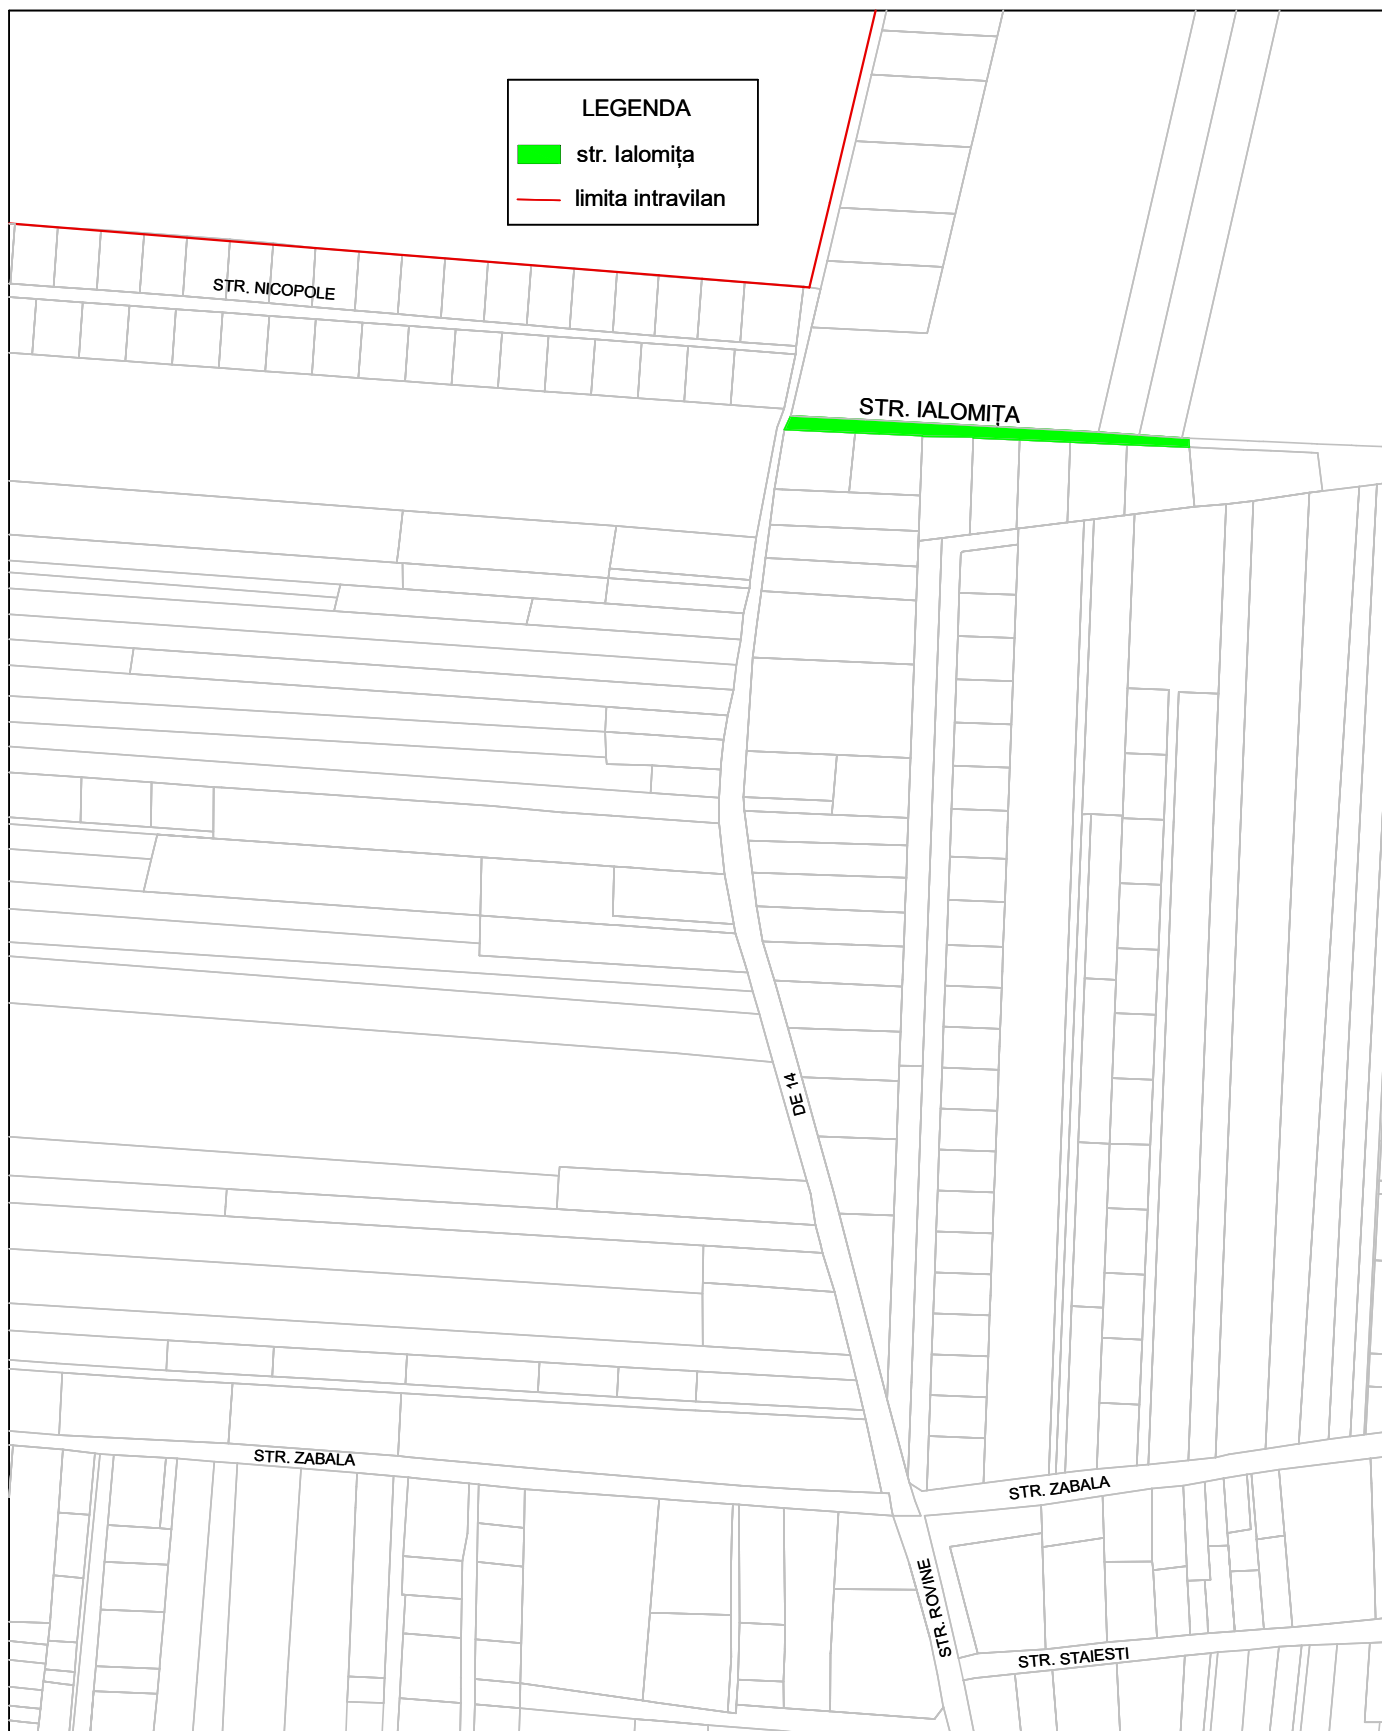 LEGENDA
str. Ialomița
limita intravilan
STR. NICOPOLE
STR. IALOMIȚA
DE 14
STR. ZABALA
STR. ZABALA
STR. ROVINE
STR. STAIESTI